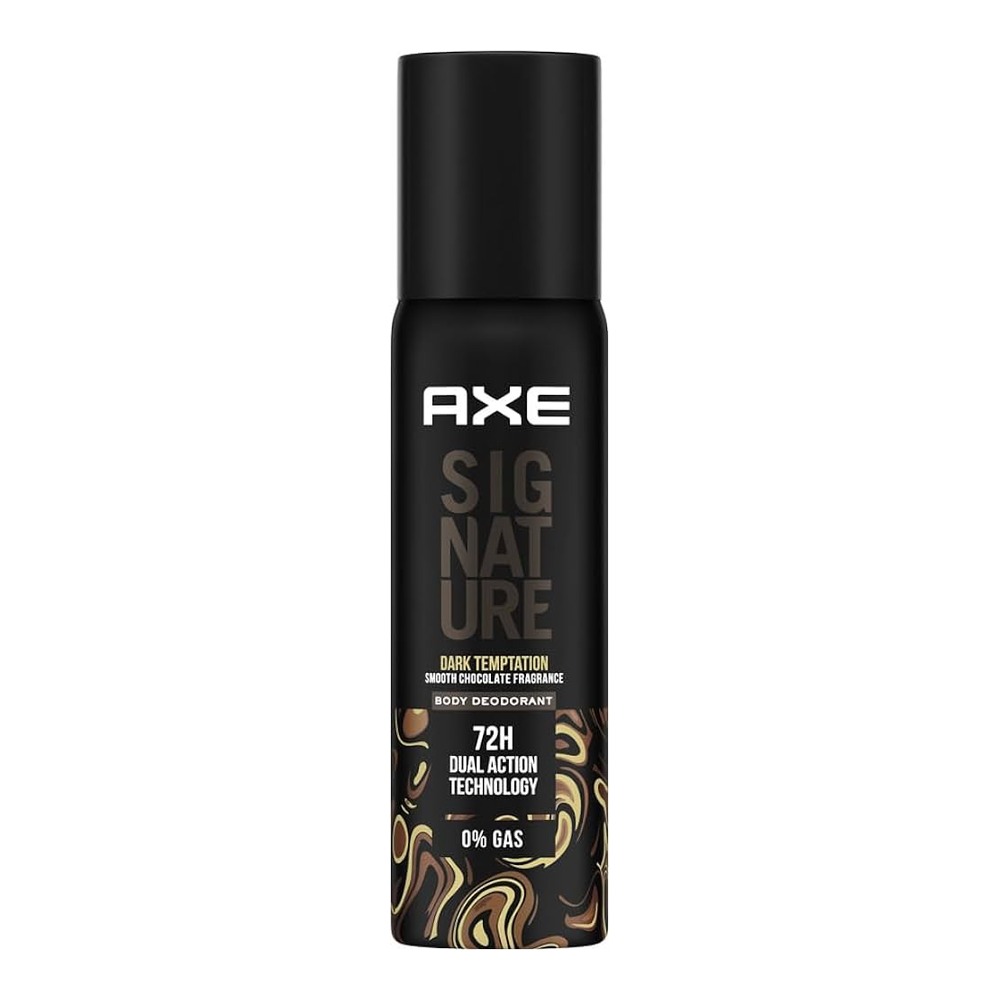 AXE
SIG
NAT
URE
DARK TEMPTATION
SMOOTH CHOCOLATE FRAGRANCE
BODY DEODORANT
72H
DUAL ACTION
TECHNOLOGY
0% GAS